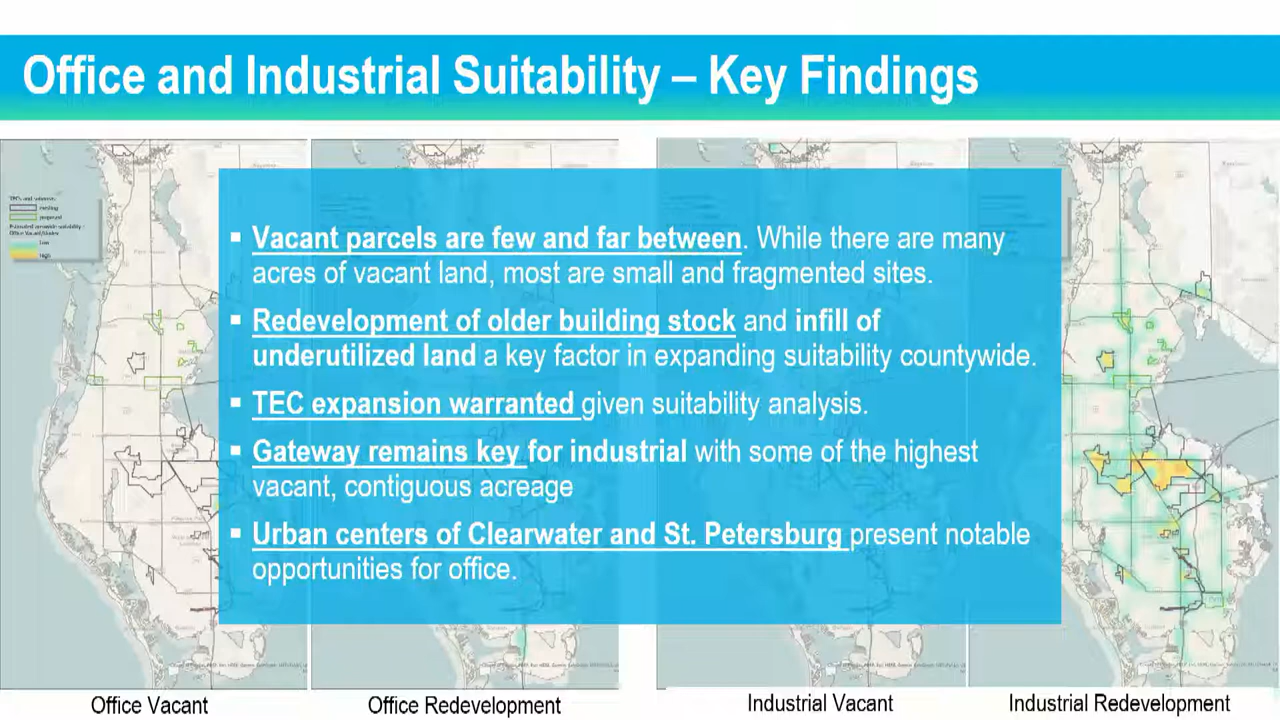 Office and Industrial Suitability – Key Findings
▪ Vacant parcels are few and far between. While there are many
acres of vacant land, most are small and fragmented sites.
▪ Redevelopment of older building stock and infill of
underutilized land a key factor in expanding suitability countywide.
▪ TEC expansion warranted given suitability analysis.
▪ Gateway remains key for industrial with some of the highest
vacant, contiguous acreage
▪ Urban centers of Clearwater and St. Petersburg present notable
opportunities for office.
Office Vacant
Office Redevelopment
Industrial Vacant
Industrial Redevelopment